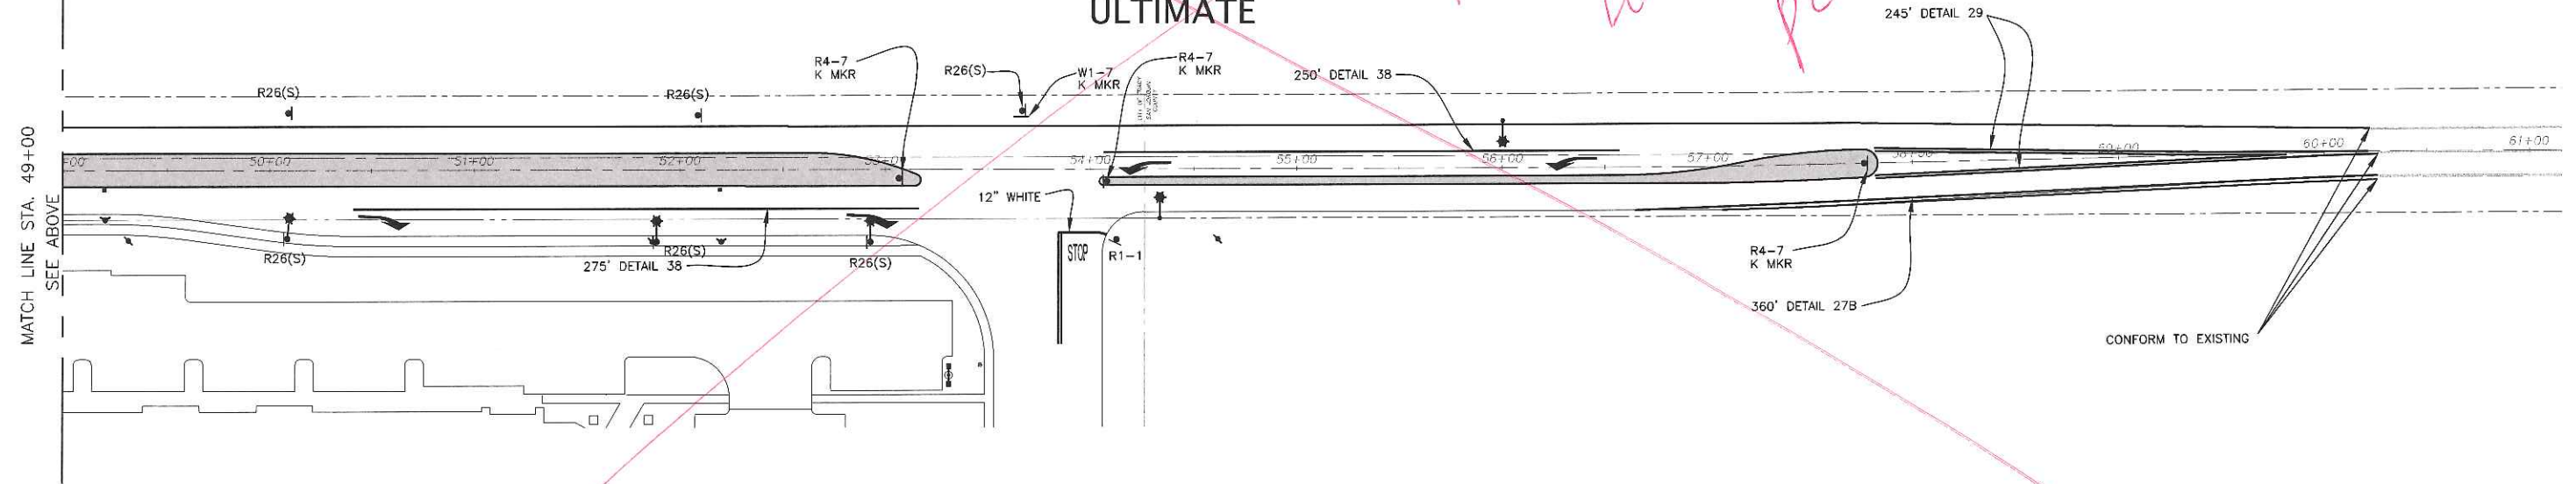 ULTIMATE
245' DETAIL 29
R4-7
K MKR
R26(S)
W1-7
K MKR
R4-7
K MKR
250' DETAIL 38
R26(S)
R26(S)
50+00
51+00
52+00
54+00
55+00
56+00
57+00
58+00
59+00
60+00
61+00
MATCH LINE STA. 49+00
SEE ABOVE
12" WHITE
STOP
R1-1
R26(S)
275' DETAIL 38
R26(S)
R26(S)
R4-7
K MKR
360' DETAIL 27B
CONFORM TO EXISTING